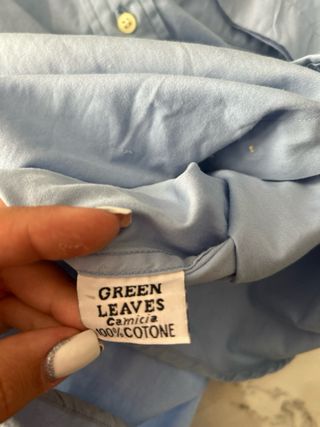 GREEN
LEAVES
Camicia
100% COTONE